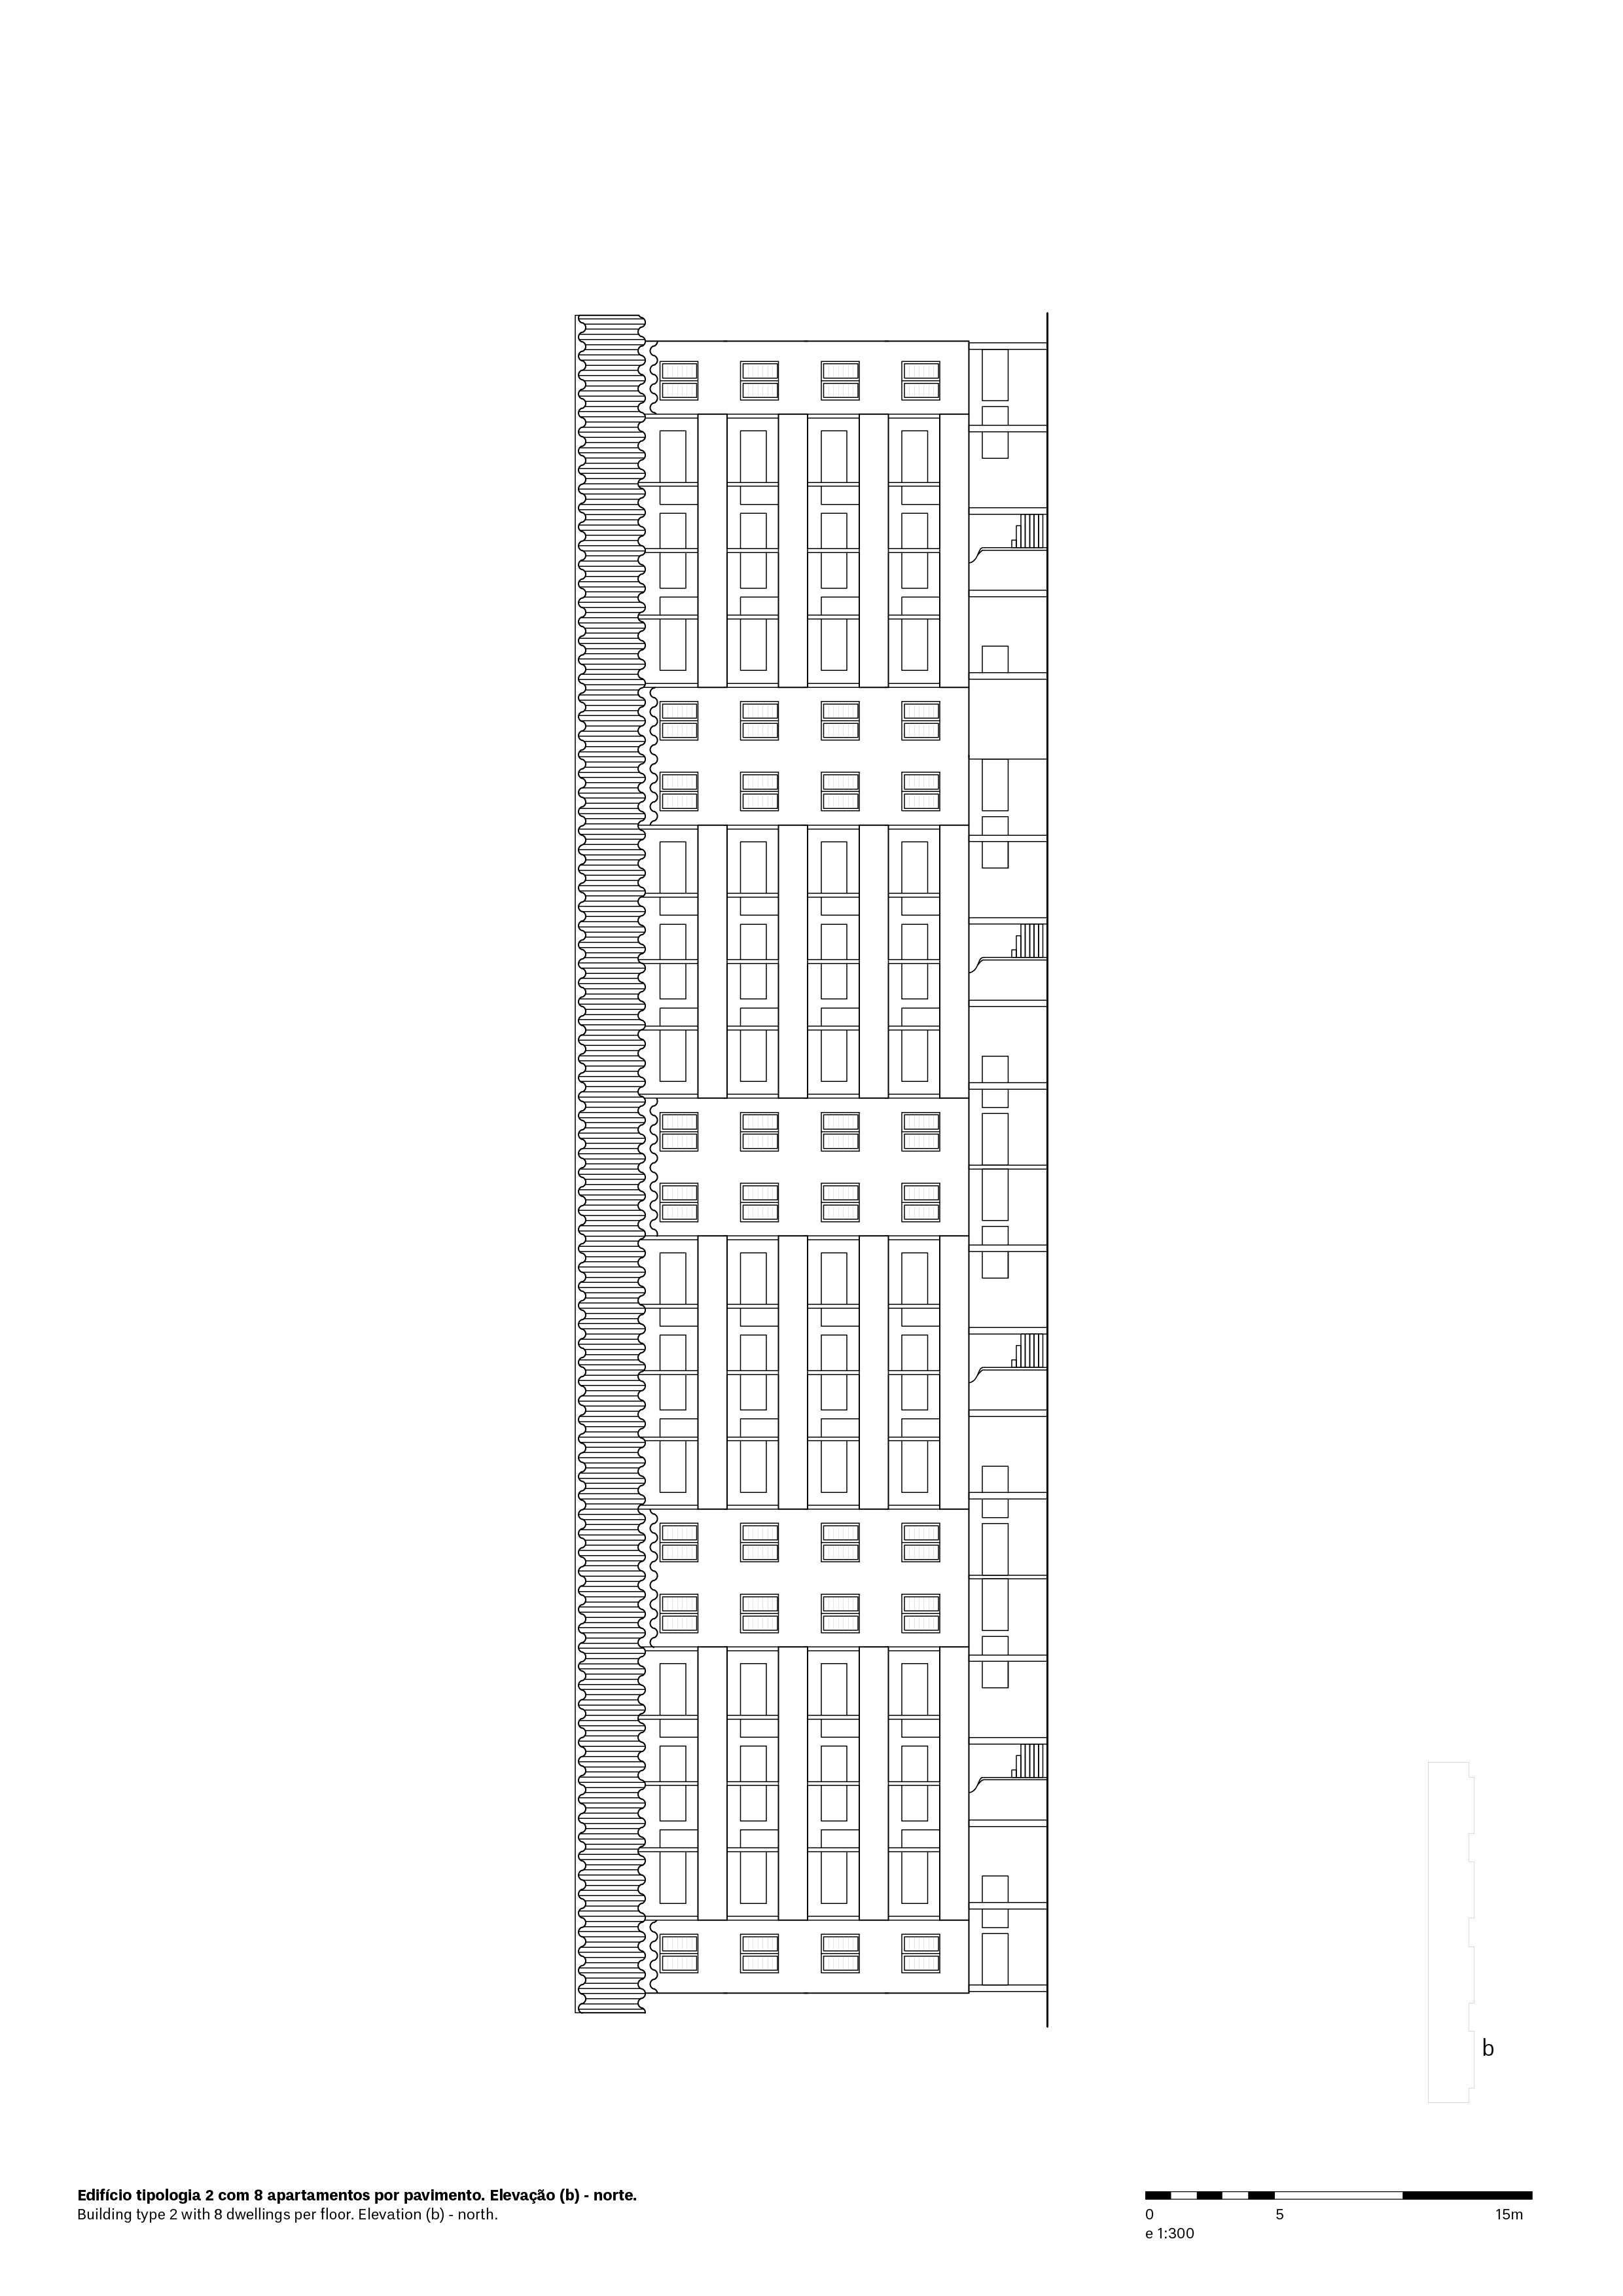 b
Edifício tipologia 2 com 8 apartamentos por pavimento. Elevação (b) - norte.
Building type 2 with 8 dwellings per floor. Elevation (b) - north.
0 5 15m
e 1:300